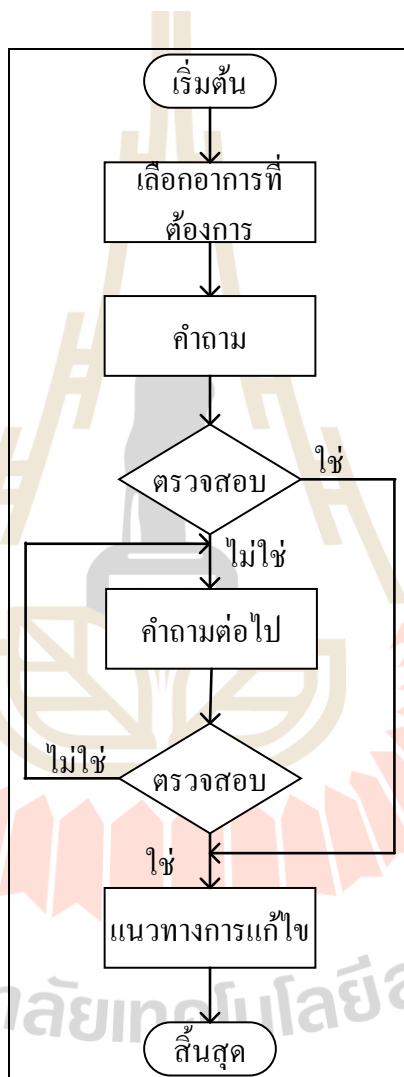 เริ่มต้น
เลือกอาการที่
ต้องการ
คำถาม
ตรวจสอบ
ใช่
ไม่ใช่
คำถามต่อไป
ตรวจสอบ
ไม่ใช่
ใช่
แนวทางการแก้ไข
สิ้นสุด